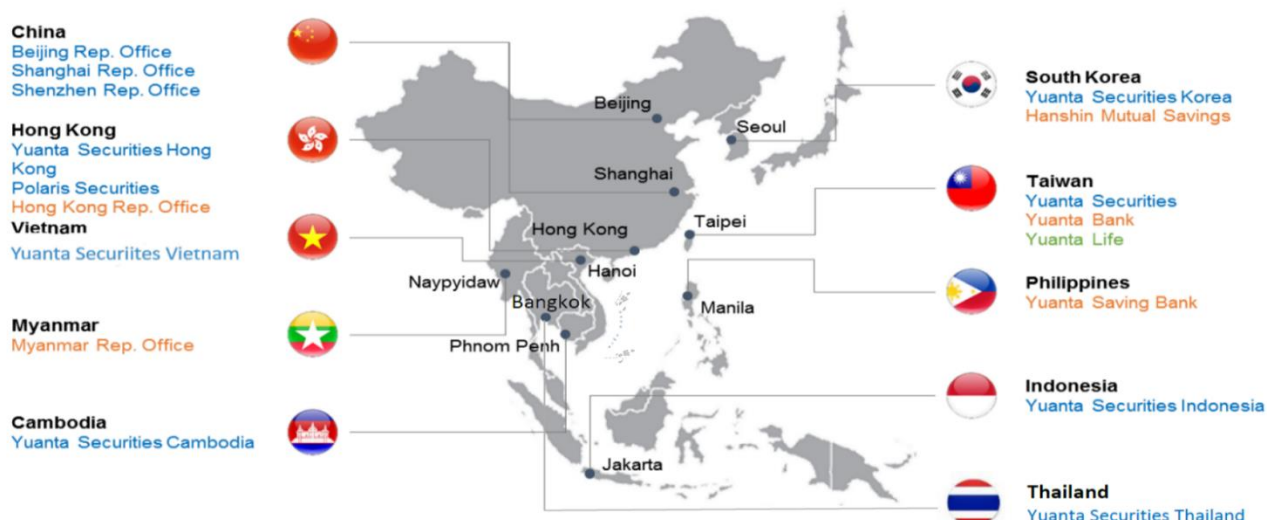 China
Beijing Rep. Office
Shanghai Rep. Office
Shenzhen Rep. Office
Hong Kong
Yuanta Securities Hong
Kong
Polaris Securities
Hong Kong Rep. Office
Vietnam
Yuanta Securiites Vietnam
Myanmar
Myanmar Rep. Office
Cambodia
Yuanta Securities Cambodia
Beijing
Seoul
Shanghai
Taipei
Hong Kong
Hanoi
Naypyidaw
Bangkok
Manila
Phnom Penh
Jakarta
South Korea
Yuanta Securities Korea
Hanshin Mutual Savings
Taiwan
Yuanta Securities
Yuanta Bank
Yuanta Life
Philippines
Yuanta Saving Bank
Indonesia
Yuanta Securities Indonesia
Thailand
Yuanta Securities Thailand